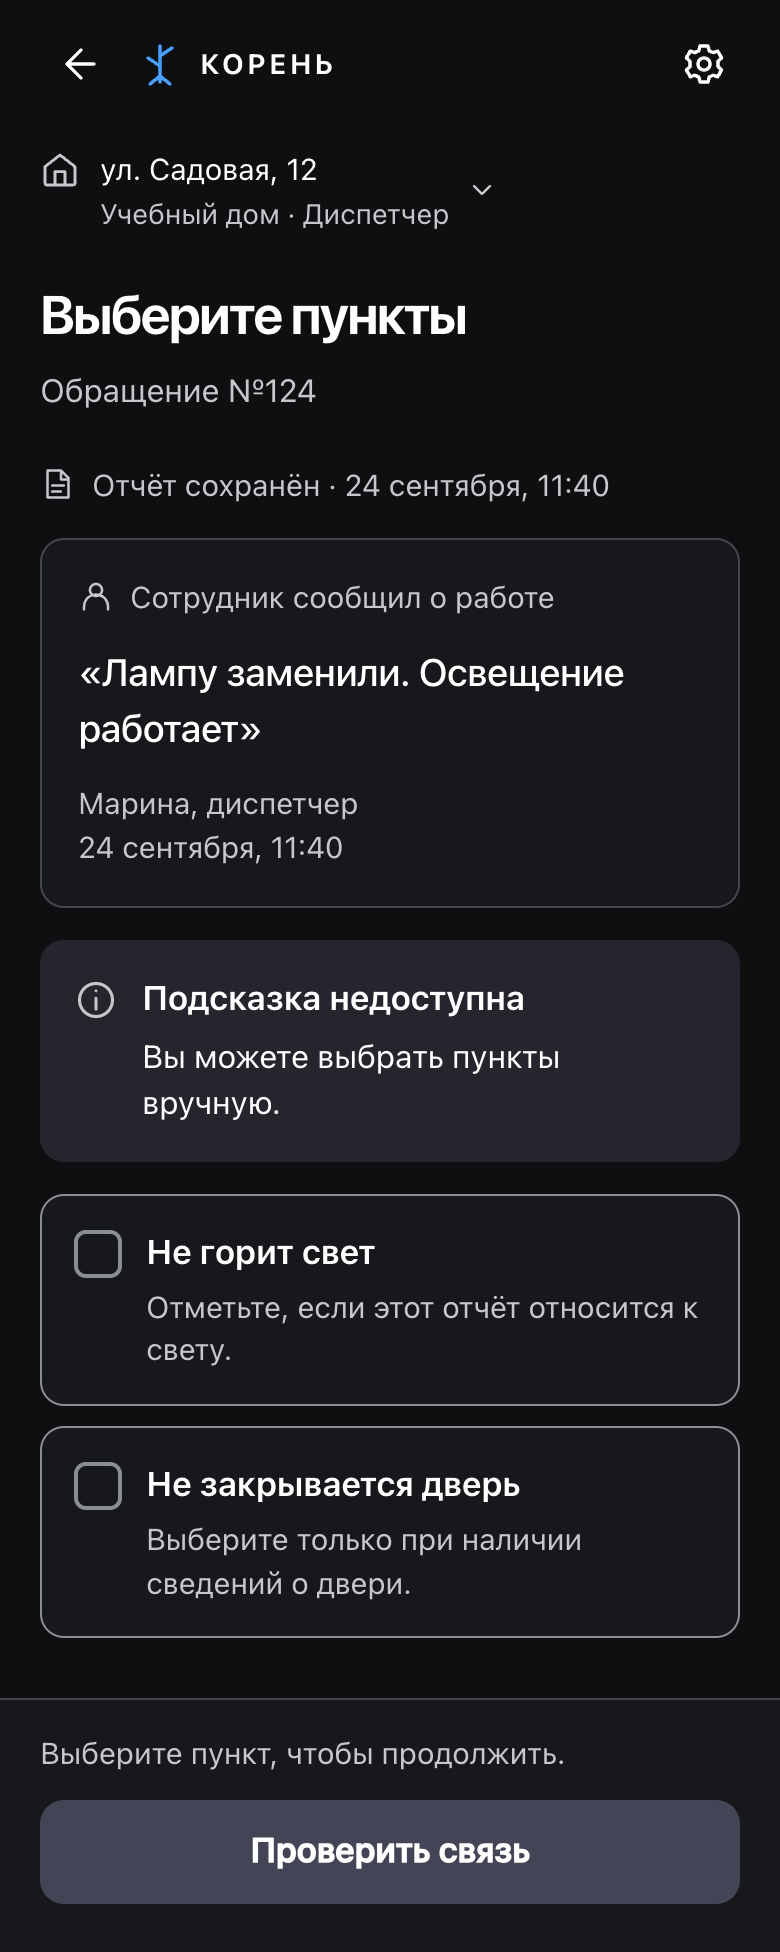 КОРЕНЬ
ул. Садовая, 12
Учебный дом · Диспетчер
Выберите пункты
Обращение №124
Отчёт сохранён · 24 сентября, 11:40
Сотрудник сообщил о работе
«Лампу заменили. Освещение
работает»
Марина, диспетчер
24 сентября, 11:40
Подсказка недоступна
Вы можете выбрать пункты
вручную.
Не горит свет
Отметьте, если этот отчёт относится к
свету.
Не закрывается дверь
Выберите только при наличии
сведений о двери.
Выберите пункт, чтобы продолжить.
Проверить связь